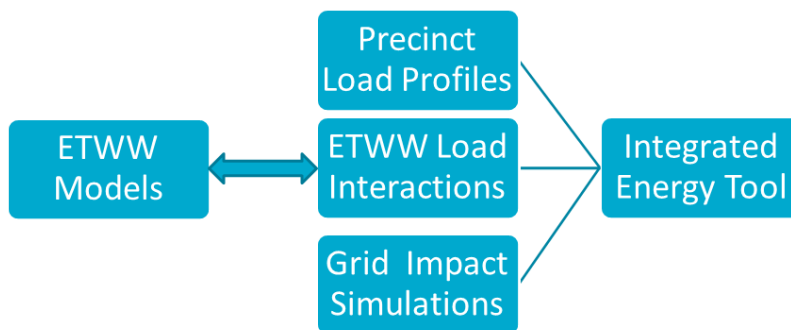 Precinct
Load Profiles
ETWW
Models
ETWW Load
Interactions
Integrated
Energy Tool
Grid Impact
Simulations